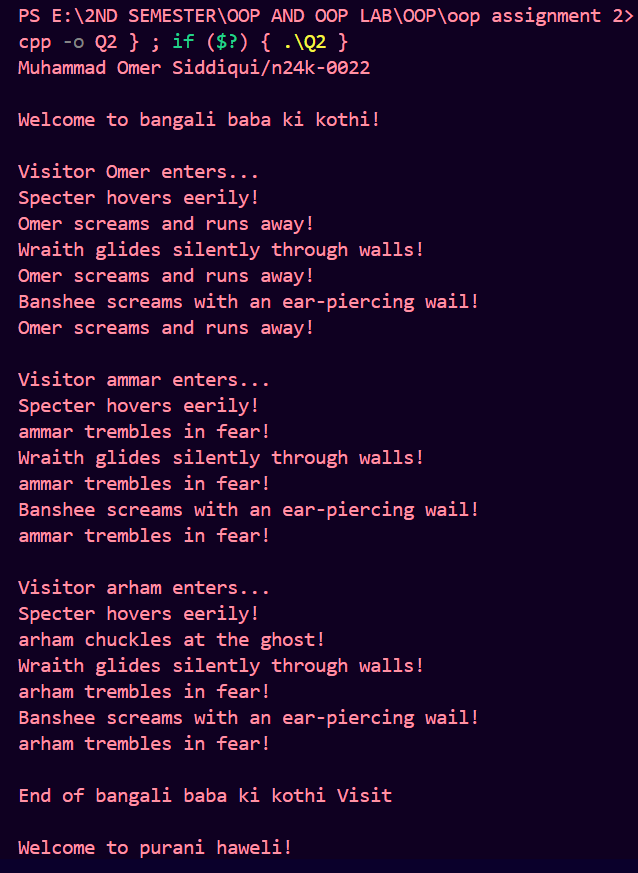 PS E:\2ND SEMESTER\OOP AND OOP LAB\OOP\oop assignment 2>
cpp -o Q2 } ; if ($?) { .\Q2 }
Muhammad Omer Siddiqui/n24k-0022
Welcome to bangali baba ki kothi!
Visitor Omer enters...
Specter hovers eerily!
Omer screams and runs away!
Wraith glides silently through walls!
Omer screams and runs away!
Banshee screams with an ear-piercing wail!
Omer screams and runs away!
Visitor ammar enters...
Specter hovers eerily!
ammar trembles in fear!
Wraith glides silently through walls!
ammar trembles in fear!
Banshee screams with an ear-piercing wail!
ammar trembles in fear!
Visitor arham enters...
Specter hovers eerily!
arham chuckles at the ghost!
Wraith glides silently through walls!
arham trembles in fear!
Banshee screams with an ear-piercing wail!
arham trembles in fear!
End of bangali baba ki kothi Visit
Welcome to purani haweli!